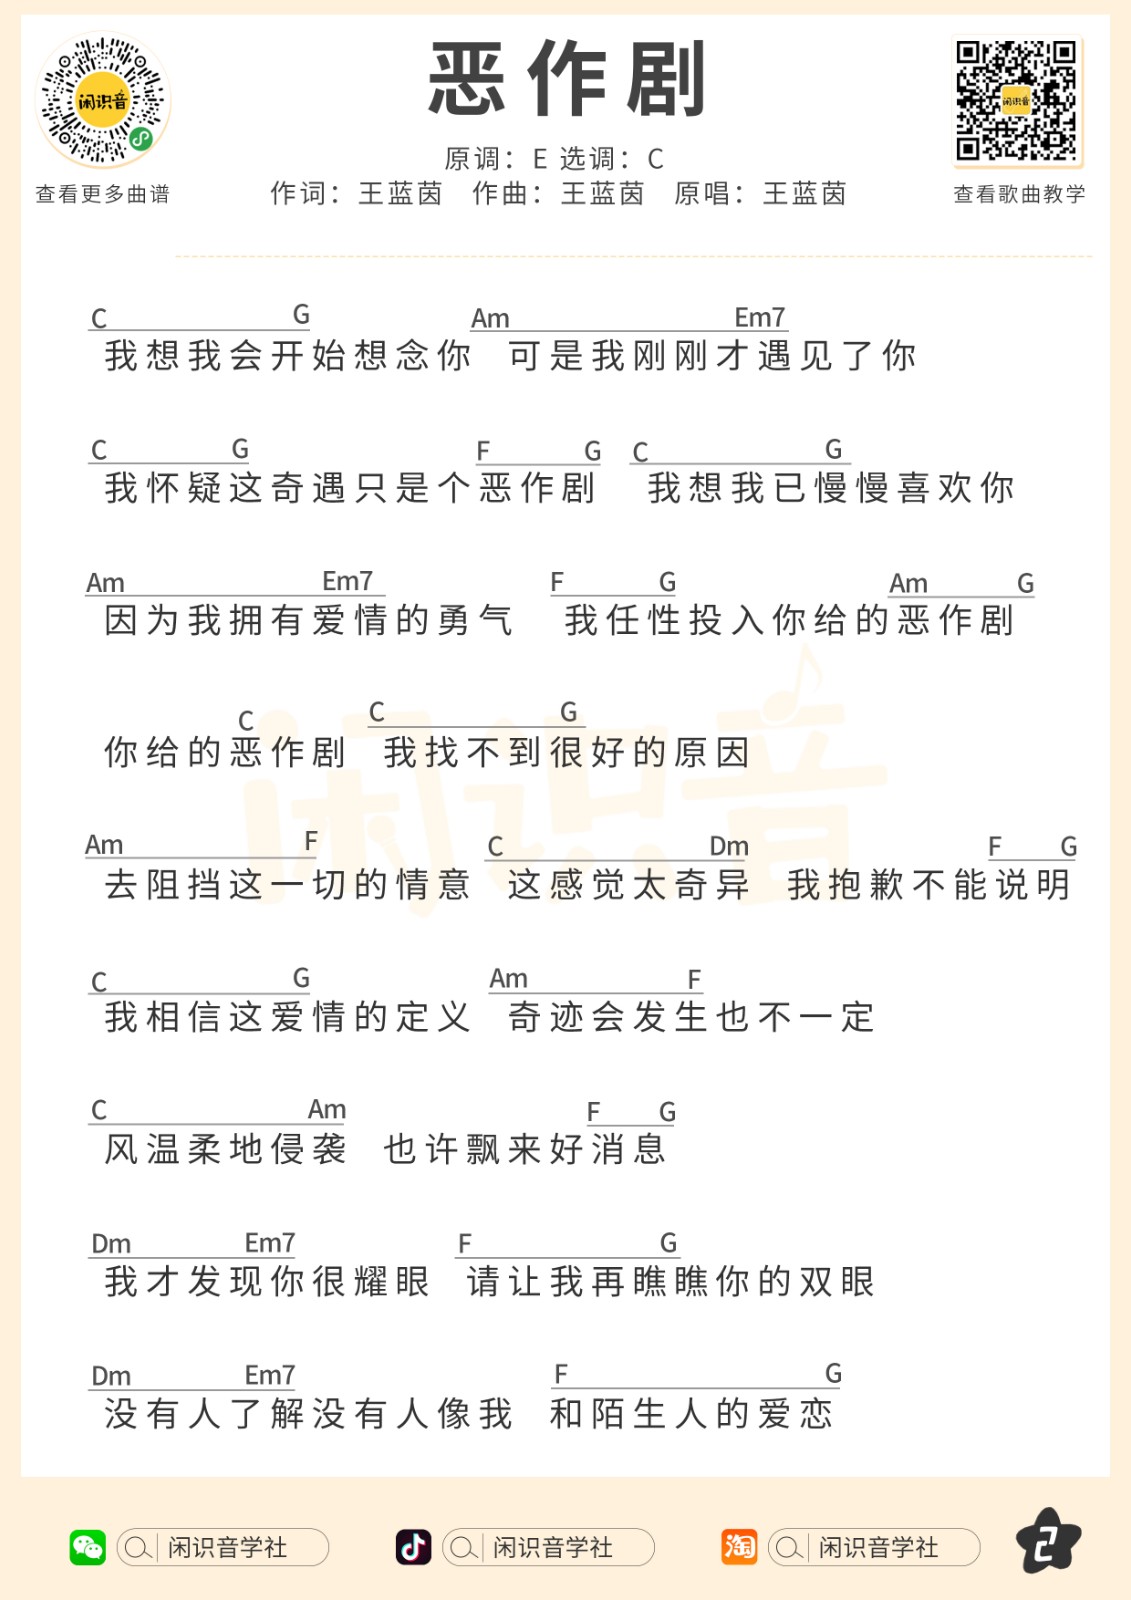 闲识音
查看更多曲谱
恶作剧
原调：E 选调：C
作词：王蓝茵 作曲：王蓝茵 原唱：王蓝茵
闲识音
查看歌曲教学
C G Am Em7
我想我会开始想念你 可是我刚刚才遇见了你
C G F G C G
我怀疑这奇遇只是个恶作剧 我想我已慢慢喜欢你
Am Em7 F G Am G
因为我拥有爱情的勇气 我任性投入你给的恶作剧
C C G
你给的恶作剧 我找不到很好的原因
Am F C Dm F G
去阻挡这一切的情意 这感觉太奇异 我抱歉不能说明
C G Am F
我相信这爱情的定义 奇迹会发生也不一定
C Am F G
风温柔地侵袭 也许飘来好消息
Dm Em7 F G
我才发现你很耀眼 请让我再瞧瞧你的双眼
Dm Em7 F G
没有人了解没有人像我 和陌生人的爱恋
闲识音
闲识音学社 闲识音学社 淘 闲识音学社 2